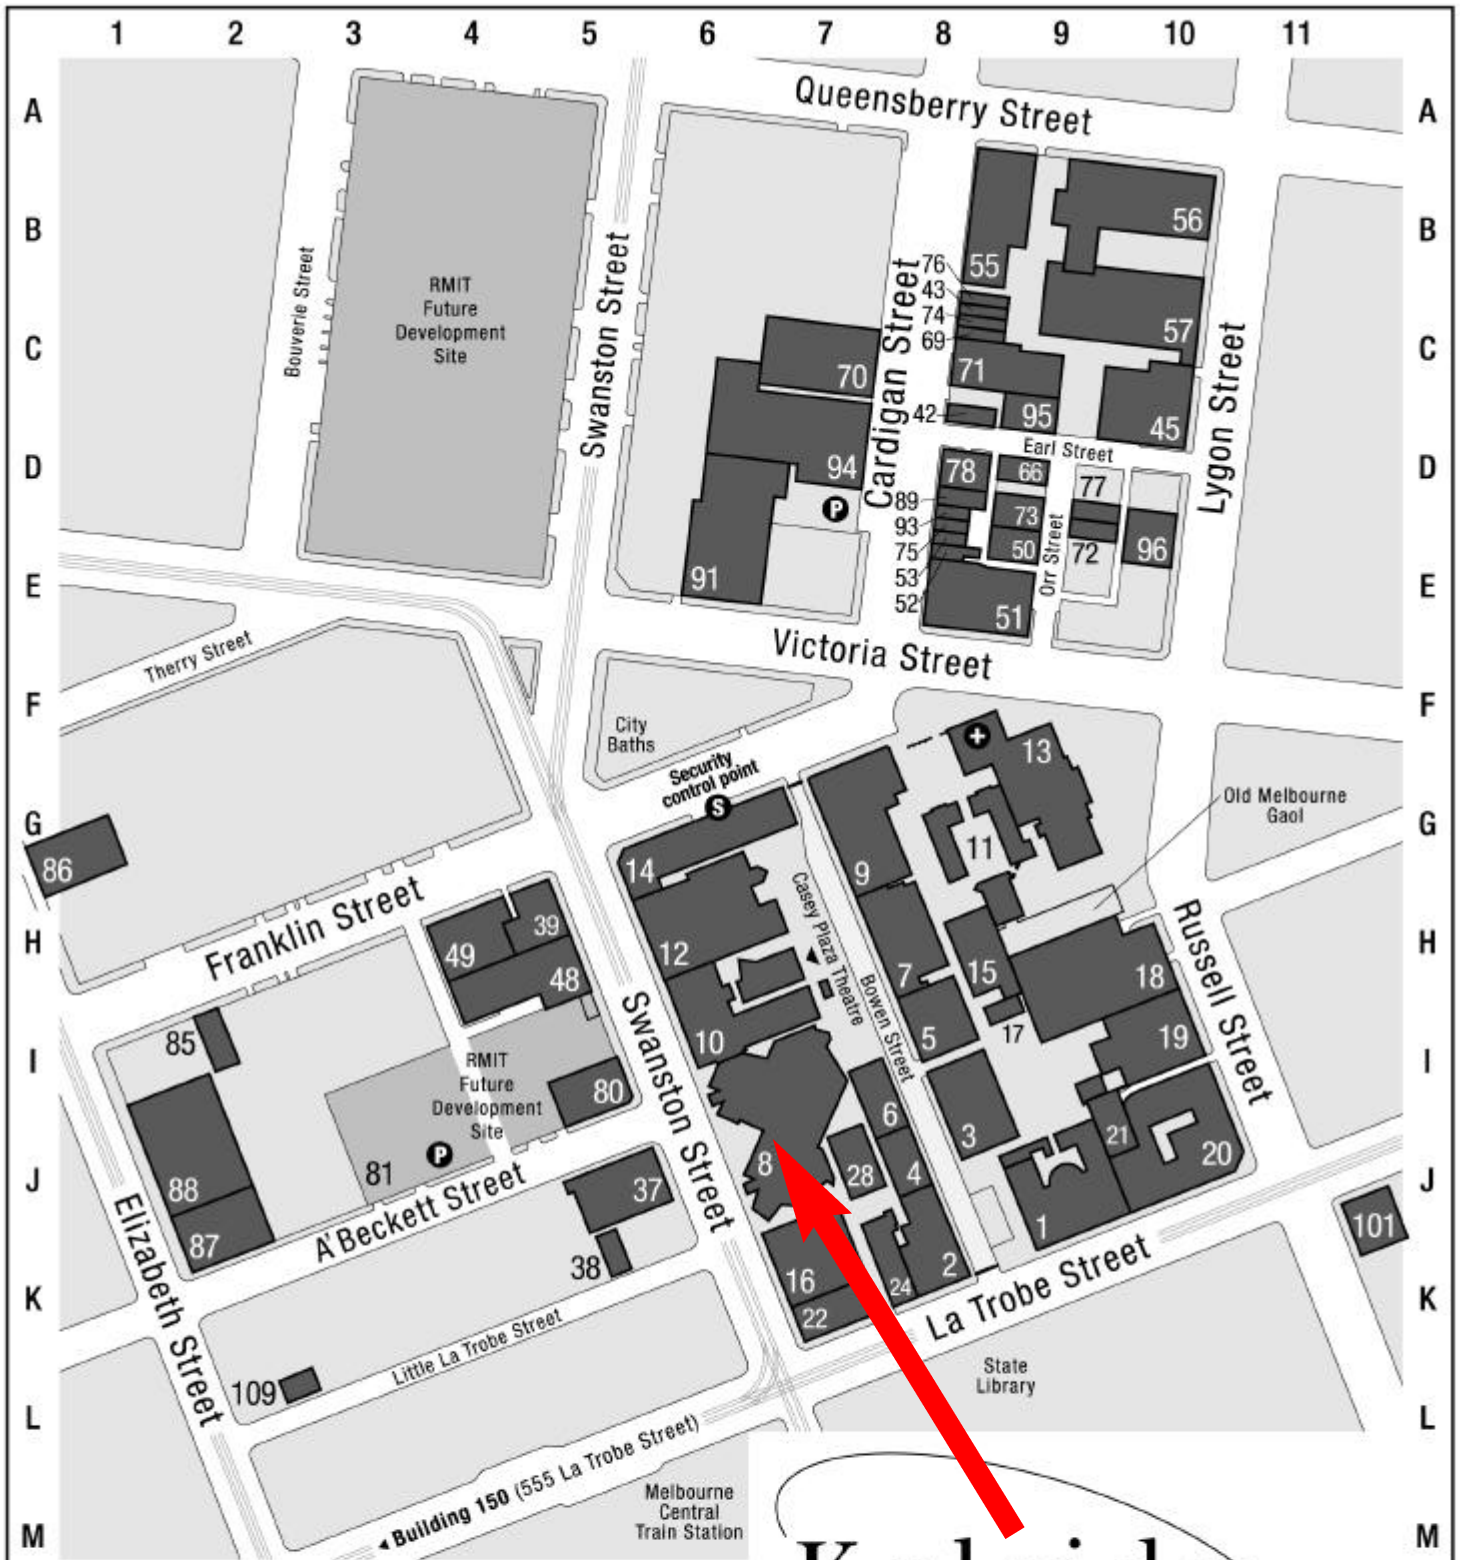 1 2 3 4 5 6 7 8 9 10 11
A
A
Queensberry Street
B
B
56
55
76
43
74
69
Bouverie Street
RMIT
Future
Development
Site
Swanston Street
Cardigan Street
C
C
57
70
71
42
95
45
Lygon Street
Earl Street
D
D
94
78
66
77
P
89
93
75
53
52
73
50
Orr Street
72
96
E
E
91
51
Victoria Street
Therry Street
F
F
City
Baths
13
Security
control point
S
Old Melbourne
Gaol
G
G
86
14
9
11
Casey Plaza Theatre
Franklin Street
Russell Street
H
H
49
39
48
12
7
15
18
Bowen Street
85
Swanston Street
10
5
17
19
I
I
RMIT
Future
Development
Site
80
6
3
21
20
P
81
J
J
88
8
28
4
37
1
101
A'Beckett Street
Elizabeth Street
87
38
16
24
2
K
K
22
La Trobe Street
Little La Trobe Street
State
Library
109
L
L
Building 150 (555 La Trobe Street)
Melbourne
Central
Train Station
M
M